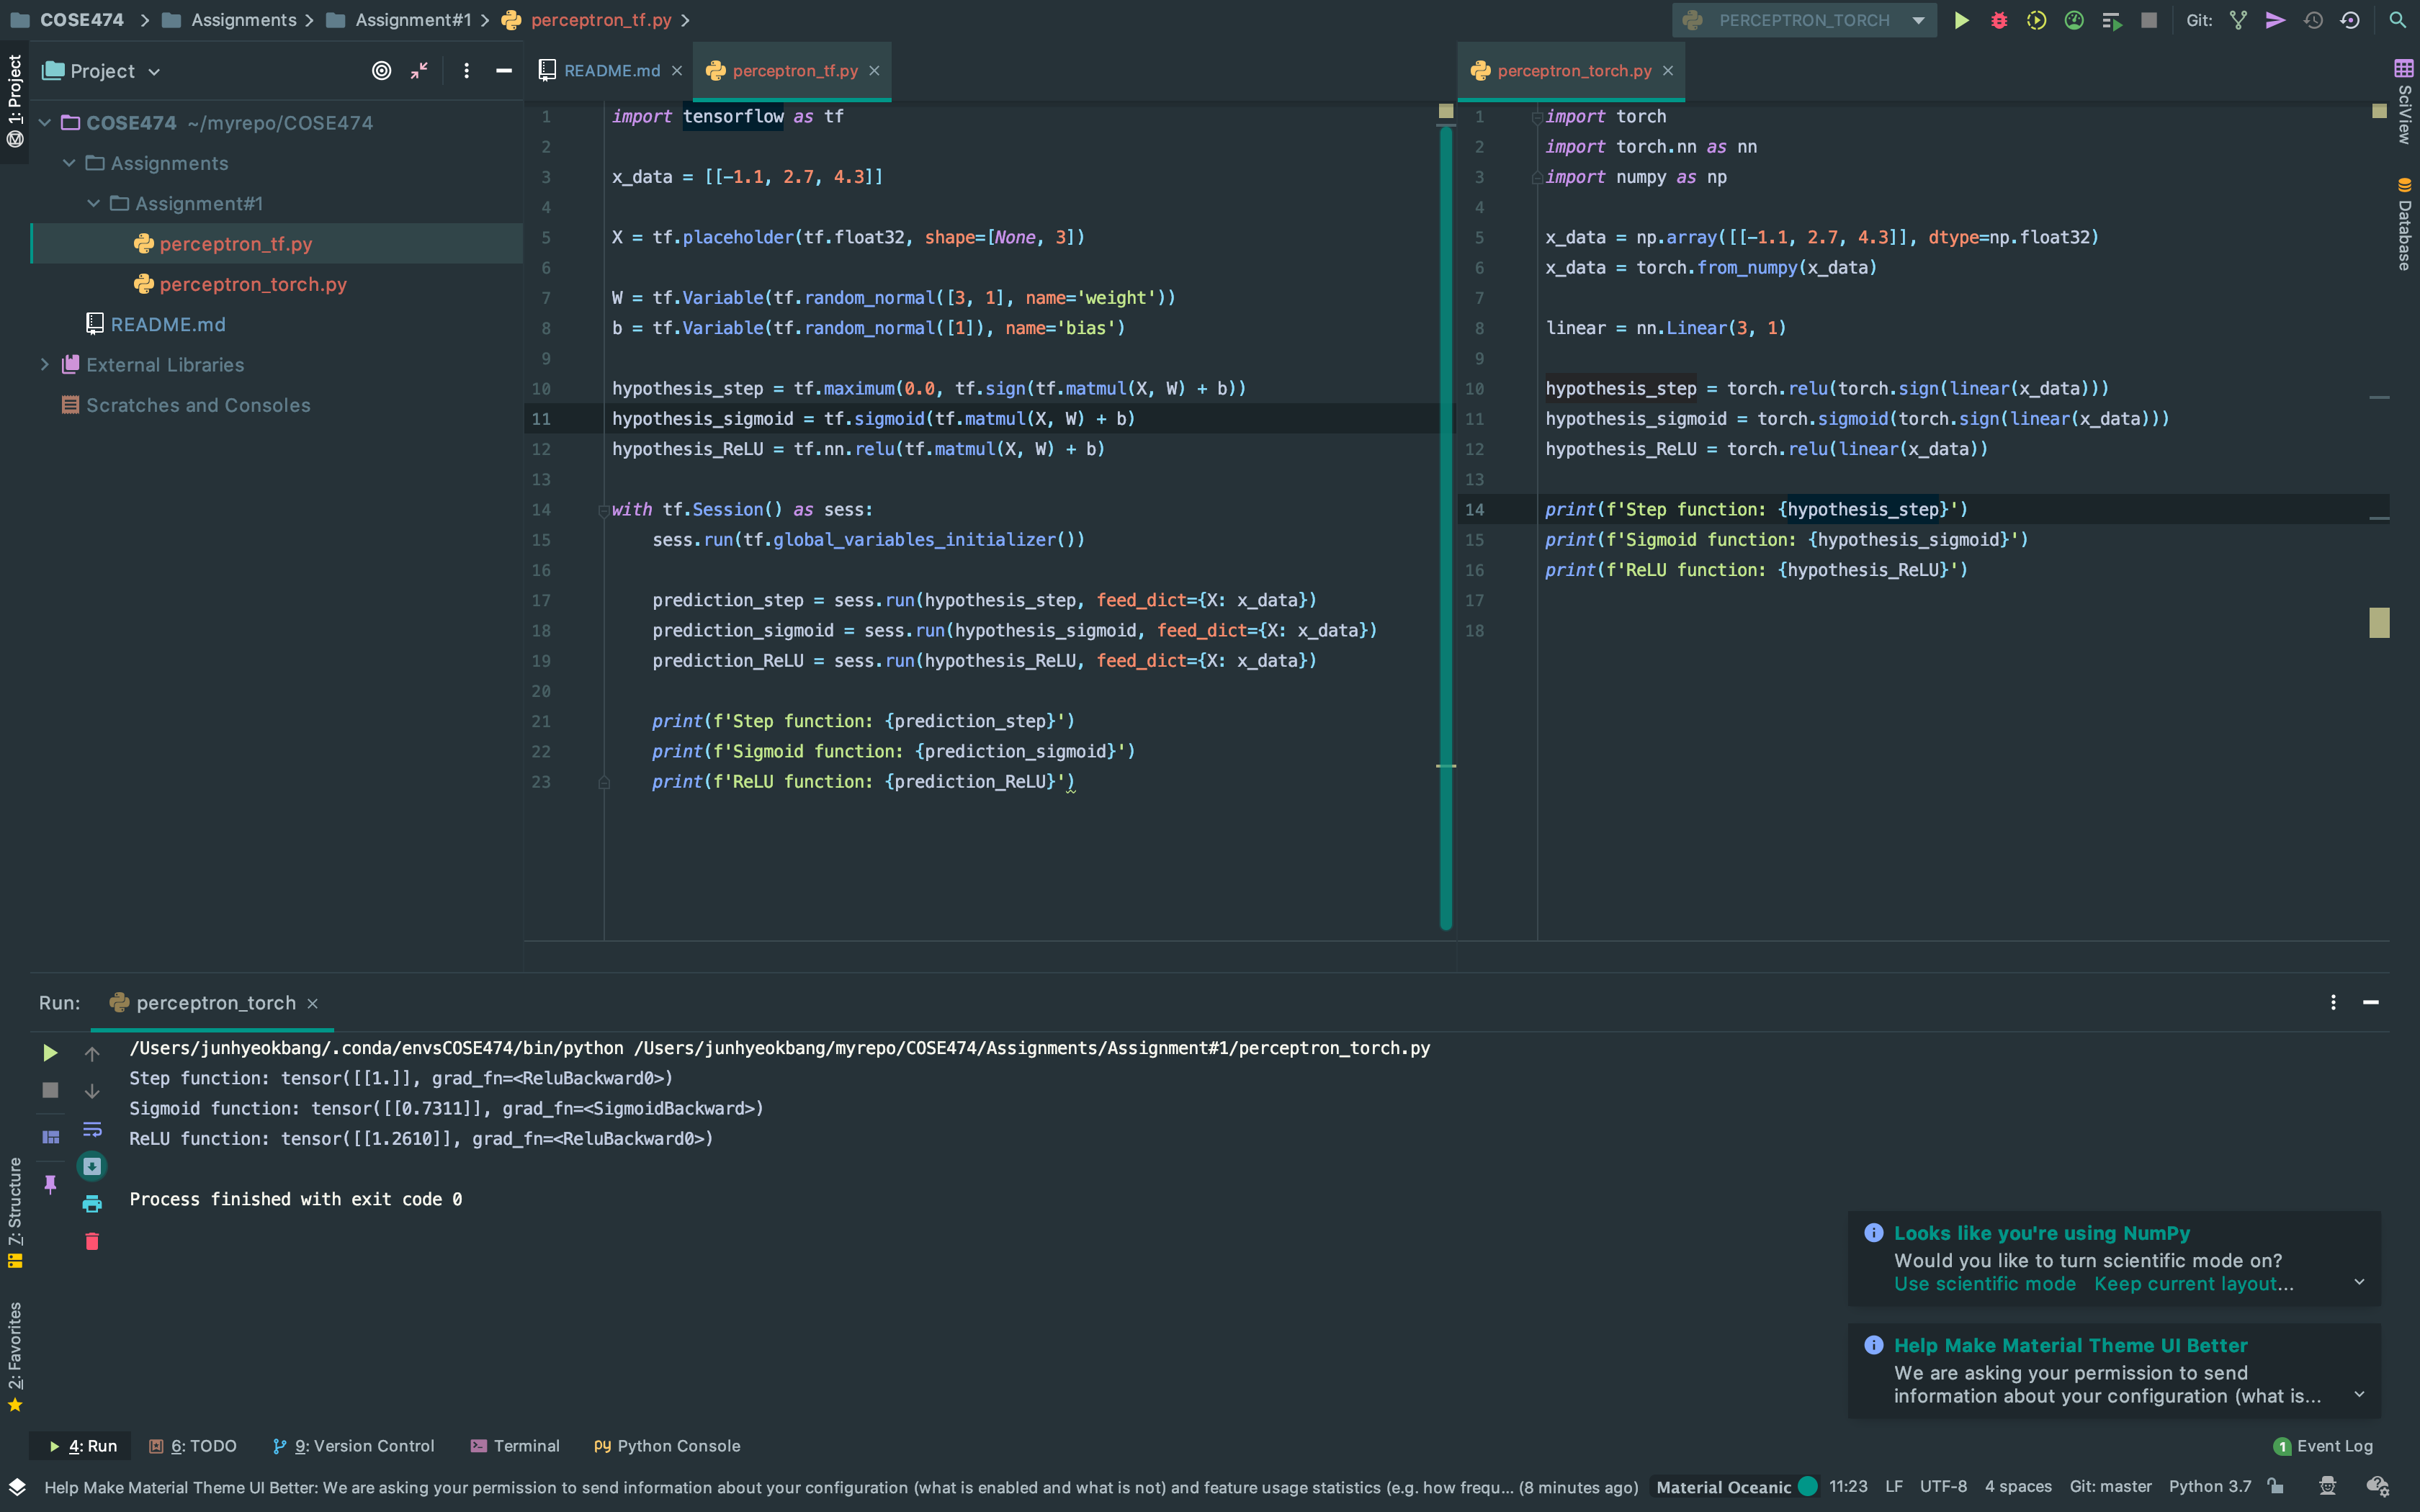 COSE474 Assignments Assignment#1 perceptron_tf.py
PERCEPTRON_TORCH Git:
1: Project
Project
COSE474 ~/myrepo/COSE474
Assignments
Assignment#1
perceptron_tf.py
perceptron_torch.py
README.md
External Libraries
Scratches and Consoles
README.md perceptron_tf.py
1 import tensorflow as tf
2
3 x_data = [[-1.1, 2.7, 4.3]]
4
5 X = tf.placeholder(tf.float32, shape=[None, 3])
6
7 W = tf.Variable(tf.random_normal([3, 1], name='weight'))
8 b = tf.Variable(tf.random_normal([1]), name='bias')
9
10 hypothesis_step = tf.maximum(0.0, tf.sign(tf.matmul(X, W) + b))
11 hypothesis_sigmoid = tf.sigmoid(tf.matmul(X, W) + b)
12 hypothesis_ReLU = tf.nn.relu(tf.matmul(X, W) + b)
13
14 with tf.Session() as sess:
15 sess.run(tf.global_variables_initializer())
16
17 prediction_step = sess.run(hypothesis_step, feed_dict={X: x_data})
18 prediction_sigmoid = sess.run(hypothesis_sigmoid, feed_dict={X: x_data})
19 prediction_ReLU = sess.run(hypothesis_ReLU, feed_dict={X: x_data})
20
21 print(f'Step function: {prediction_step}')
22 print(f'Sigmoid function: {prediction_sigmoid}')
23 print(f'ReLU function: {prediction_ReLU}')
perceptron_torch.py
1 import torch
2 import torch.nn as nn
3 import numpy as np
4
5 x_data = np.array([[-1.1, 2.7, 4.3]], dtype=np.float32)
6 x_data = torch.from_numpy(x_data)
7
8 linear = nn.Linear(3, 1)
9
10 hypothesis_step = torch.relu(torch.sign(linear(x_data)))
11 hypothesis_sigmoid = torch.sigmoid(torch.sign(linear(x_data)))
12 hypothesis_ReLU = torch.relu(linear(x_data))
13
14 print(f'Step function: {hypothesis_step}')
15 print(f'Sigmoid function: {hypothesis_sigmoid}')
16 print(f'ReLU function: {hypothesis_ReLU}')
17
18
SciView
Database
Run: perceptron_torch
/Users/junhyeokbang/.conda/envsCOSE474/bin/python /Users/junhyeokbang/myrepo/COSE474/Assignments/Assignment#1/perceptron_torch.py
Step function: tensor([[1.]], grad_fn=<ReluBackward0>)
Sigmoid function: tensor([[0.7311]], grad_fn=<SigmoidBackward>)
ReLU function: tensor([[1.2610]], grad_fn=<ReluBackward0>)
Process finished with exit code 0
7: Structure
2: Favorites
Looks like you're using NumPy
Would you like to turn scientific mode on?
Use scientific mode Keep current layout...
Help Make Material Theme UI Better
We are asking your permission to send
information about your configuration (what is...
4: Run 6: TODO 9: Version Control Terminal Python Console 1 Event Log
Help Make Material Theme UI Better: We are asking your permission to send information about your configuration (what is enabled and what is not) and feature usage statistics (e.g. how frequ... (8 minutes ago) Material Oceanic 11:23 LF UTF-8 4 spaces Git: master Python 3.7